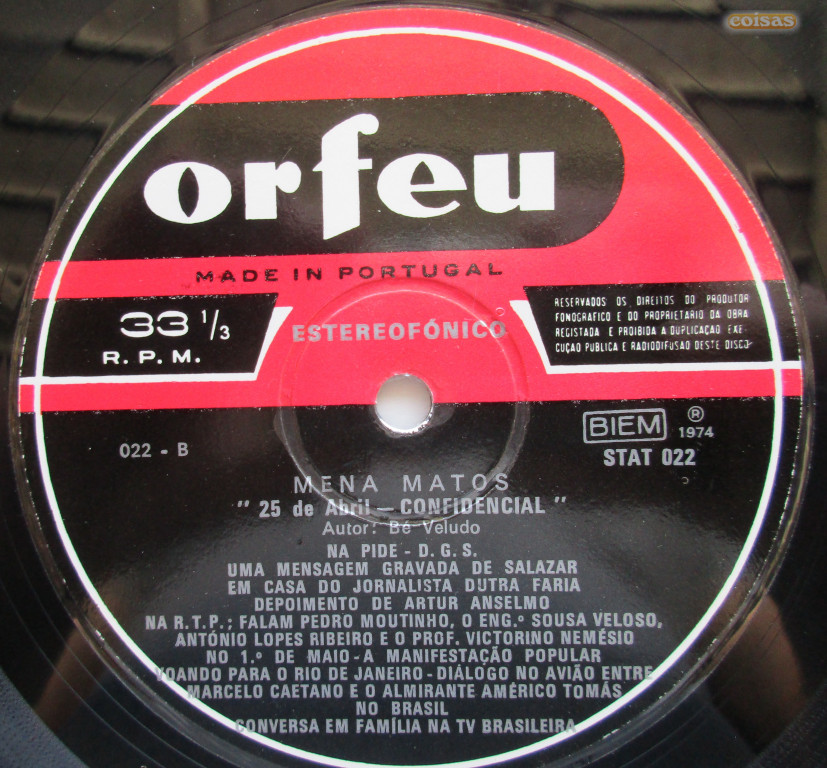 coisas
orfeu
MADE IN PORTUGAL
33 1/3
R. P. M.
ESTEREOFÓNICO
RESERVADOS OS DIREITOS DO PRODUTOR
FONOGRAFICO E DO PROPRIETARIO DA OBRA
REGISTADA E PROIBIDA A DUPLICAÇAO EXE-
CUÇAO PUBLICA E RADIODIFUSAO DESTE DISCO
022 - B
BIEM
® 1974
STAT 022
MENA MATOS
" 25 de Abril — CONFIDENCIAL "
Autor: Bé Veludo
NA PIDE - D. G. S.
UMA MENSAGEM GRAVADA DE SALAZAR
EM CASA DO JORNALISTA DUTRA FARIA
DEPOIMENTO DE ARTUR ANSELMO
NA R.T.P.; FALAM PEDRO MOUTINHO, O ENG.º SOUSA VELOSO,
ANTÓNIO LOPES RIBEIRO E O PROF. VICTORINO NEMÉSIO
NO 1.º DE MAIO - A MANIFESTAÇÃO POPULAR
VOANDO PARA O RIO DE JANEIRO - DIÁLOGO NO AVIÃO ENTRE
MARCELO CAETANO E O ALMIRANTE AMÉRICO TOMÁS
NO BRASIL
CONVERSA EM FAMÍLIA NA TV BRASILEIRA